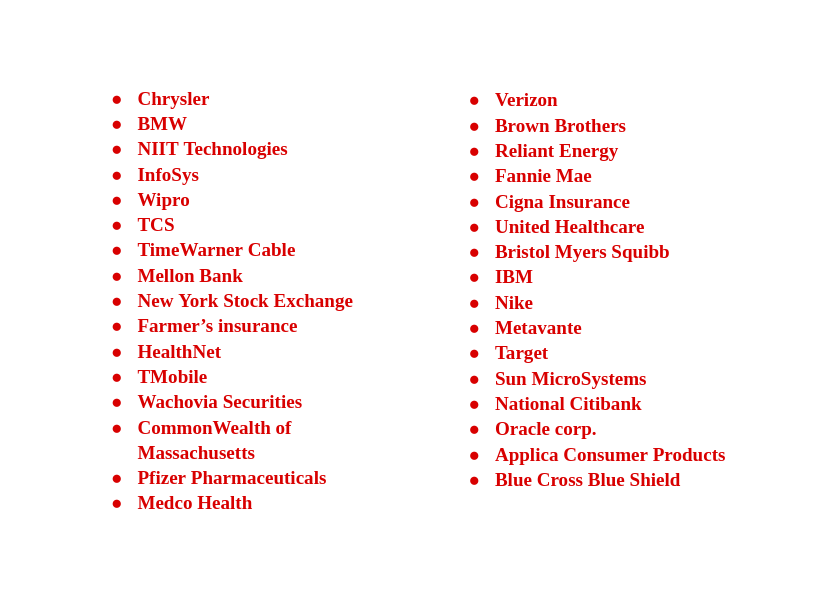 ● Chrysler
● BMW
● NIIT Technologies
● InfoSys
● Wipro
● TCS
● TimeWarner Cable
● Mellon Bank
● New York Stock Exchange
● Farmer’s insurance
● HealthNet
● TMobile
● Wachovia Securities
● CommonWealth of
Massachusetts
● Pfizer Pharmaceuticals
● Medco Health
● Verizon
● Brown Brothers
● Reliant Energy
● Fannie Mae
● Cigna Insurance
● United Healthcare
● Bristol Myers Squibb
● IBM
● Nike
● Metavante
● Target
● Sun MicroSystems
● National Citibank
● Oracle corp.
● Applica Consumer Products
● Blue Cross Blue Shield